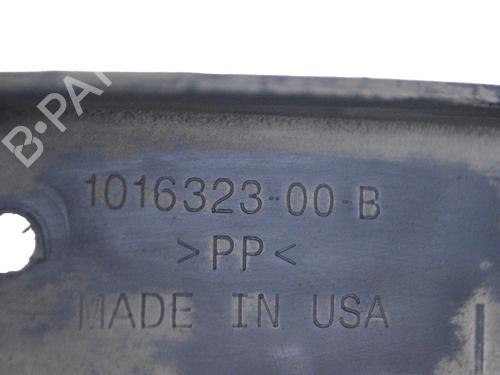 B-PA
1016323-00-B
>PP<
MADE IN USA